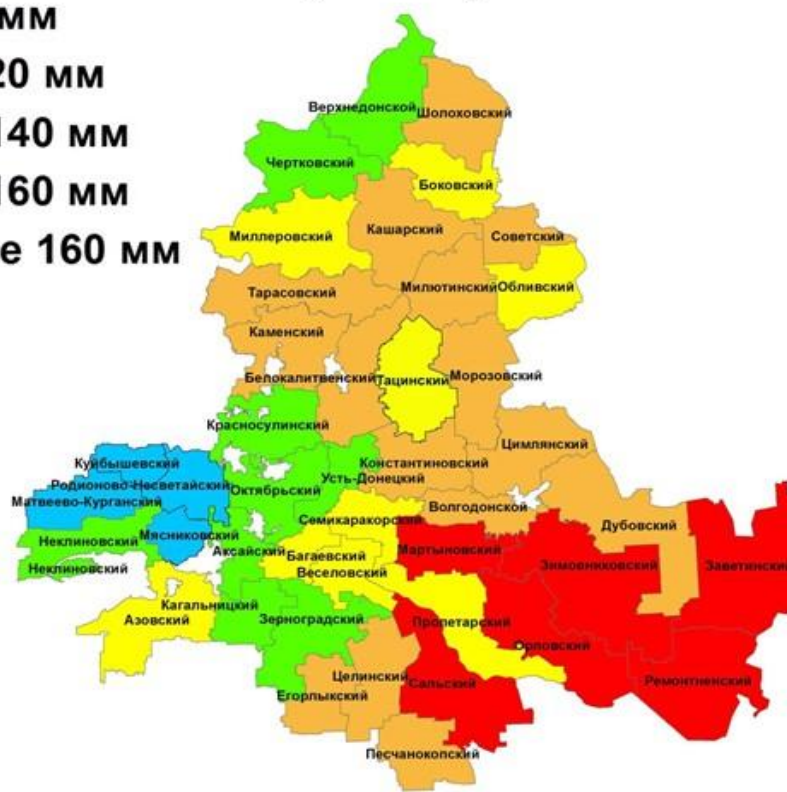 мм
20 мм
140 мм
160 мм
е 160 мм
Верхнедонской
Шолоховский
Чертковский
Боковский
Миллеровский
Кашарский
Советский
Тарасовский
Милютинский
Обливский
Каменский
Белокалитвенский
Тацинский
Морозовский
Красносулинский
Цимлянский
Куйбышевский
Константиновский
Родионово-Несветайский
Октябрьский
Усть-Донецкий
Матвеево-Курганский
Волгодонской
Семикаракорский
Дубовский
Мясниковский
Неклиновский
Аксайский
Багаевский
Мартыновский
Зимовниковский
Заветинский
Неклиновский
Веселовский
Кагальницкий
Азовский
Зерноградский
Пролетарский
Орловский
Целинский
Сальский
Ремонтненский
Егорлыкский
Песчанокопский